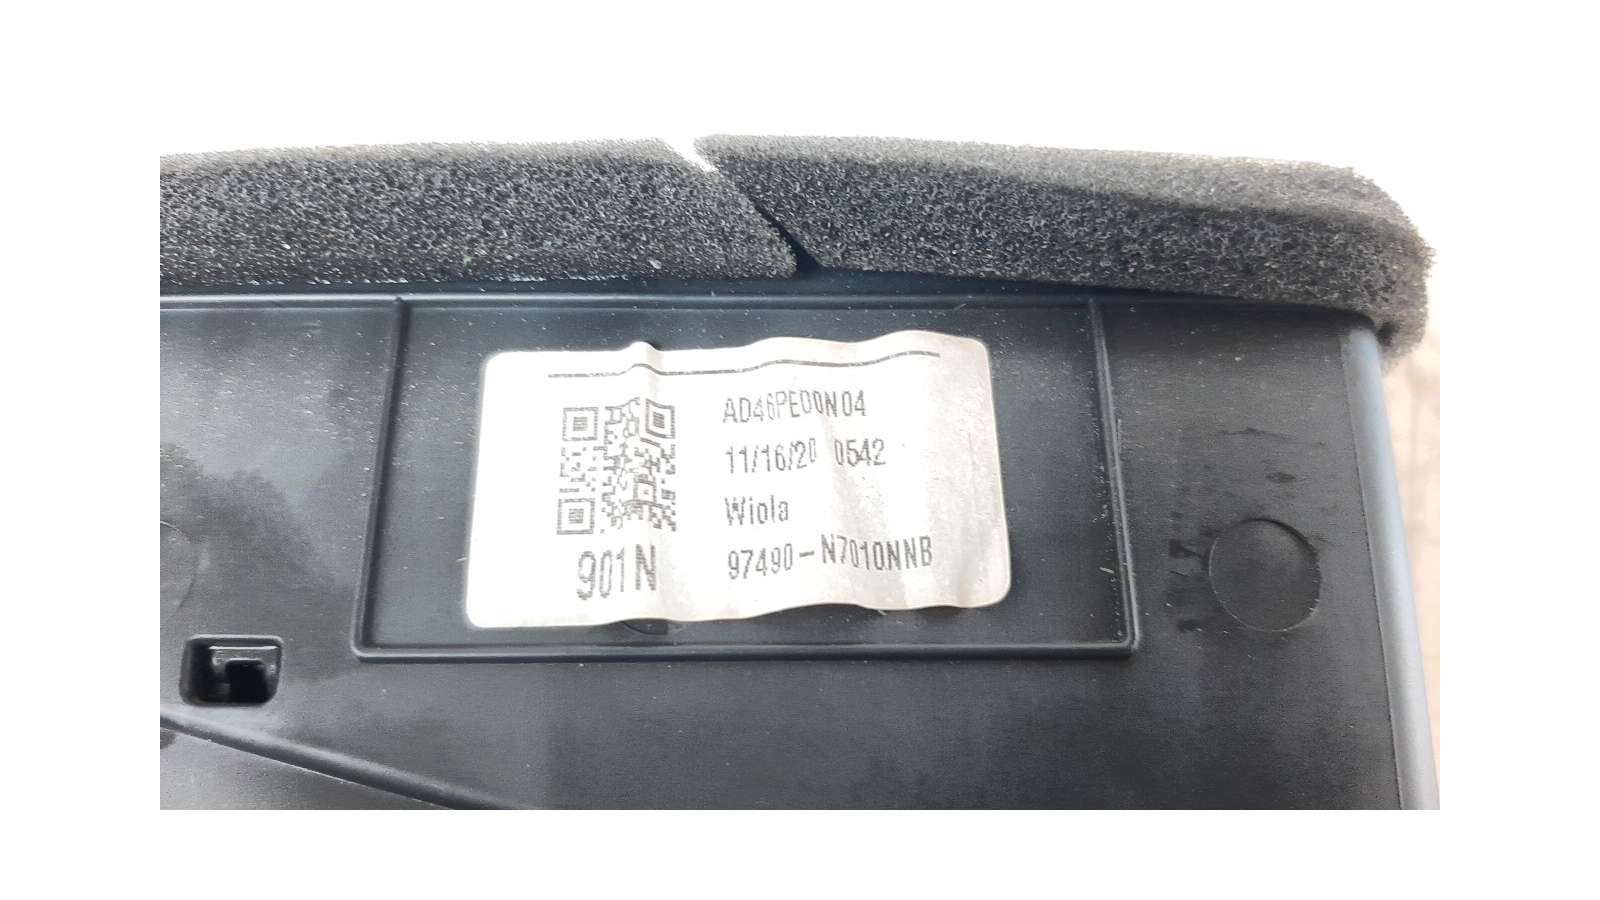 AD46PE00N04
11/16/20 0542
Wiola
901N
97490-N7010NNB